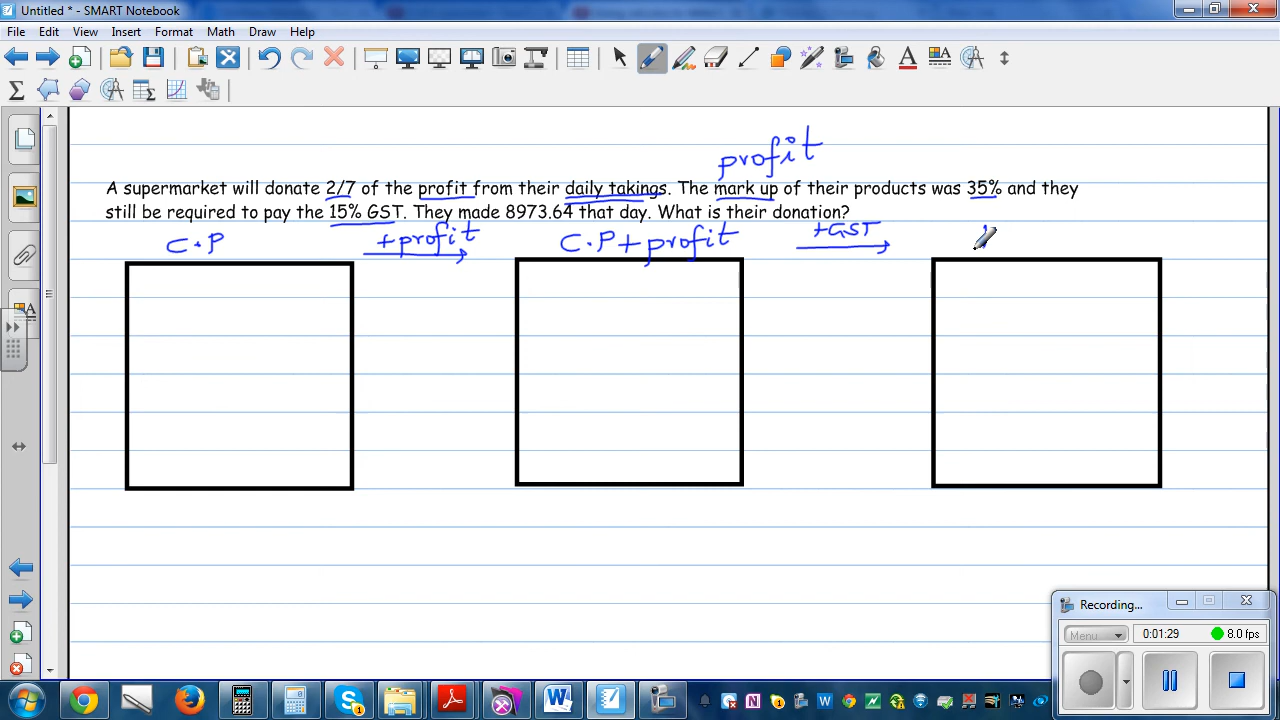 Untitled * - SMART Notebook
File Edit View Insert Format Math Draw Help
profit
A supermarket will donate 2/7 of the profit from their daily takings. The mark up of their products was 35% and they
still be required to pay the 15% GST. They made 8973.64 that day. What is their donation?
C.P +profit C.P+profit +GST
Recording...
Menu 0:01:29 8.0 fps